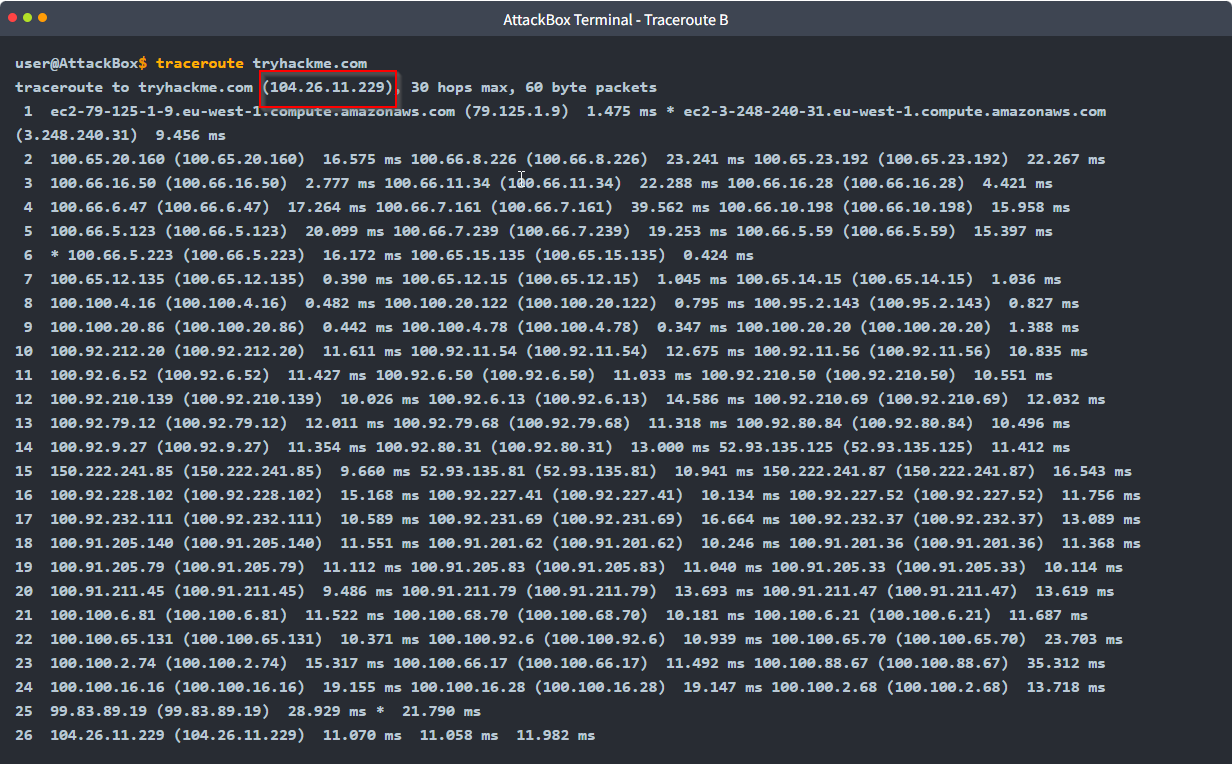 AttackBox Terminal - Traceroute B
user@AttackBox$ traceroute tryhackme.com
traceroute to tryhackme.com (104.26.11.229), 30 hops max, 60 byte packets
1 ec2-79-125-1-9.eu-west-1.compute.amazonaws.com (79.125.1.9) 1.475 ms * ec2-3-248-240-31.eu-west-1.compute.amazonaws.com
(3.248.240.31) 9.456 ms
2 100.65.20.160 (100.65.20.160) 16.575 ms 100.66.8.226 (100.66.8.226) 23.241 ms 100.65.23.192 (100.65.23.192) 22.267 ms
3 100.66.16.50 (100.66.16.50) 2.777 ms 100.66.11.34 (100.66.11.34) 22.288 ms 100.66.16.28 (100.66.16.28) 4.421 ms
4 100.66.6.47 (100.66.6.47) 17.264 ms 100.66.7.161 (100.66.7.161) 39.562 ms 100.66.10.198 (100.66.10.198) 15.958 ms
5 100.66.5.123 (100.66.5.123) 20.099 ms 100.66.7.239 (100.66.7.239) 19.253 ms 100.66.5.59 (100.66.5.59) 15.397 ms
6 * 100.66.5.223 (100.66.5.223) 16.172 ms 100.65.15.135 (100.65.15.135) 0.424 ms
7 100.65.12.135 (100.65.12.135) 0.390 ms 100.65.12.15 (100.65.12.15) 1.045 ms 100.65.14.15 (100.65.14.15) 1.036 ms
8 100.100.4.16 (100.100.4.16) 0.482 ms 100.100.20.122 (100.100.20.122) 0.795 ms 100.95.2.143 (100.95.2.143) 0.827 ms
9 100.100.20.86 (100.100.20.86) 0.442 ms 100.100.4.78 (100.100.4.78) 0.347 ms 100.100.20.20 (100.100.20.20) 1.388 ms
10 100.92.212.20 (100.92.212.20) 11.611 ms 100.92.11.54 (100.92.11.54) 12.675 ms 100.92.11.56 (100.92.11.56) 10.835 ms
11 100.92.6.52 (100.92.6.52) 11.427 ms 100.92.6.50 (100.92.6.50) 11.033 ms 100.92.210.50 (100.92.210.50) 10.551 ms
12 100.92.210.139 (100.92.210.139) 10.026 ms 100.92.6.13 (100.92.6.13) 14.586 ms 100.92.210.69 (100.92.210.69) 12.032 ms
13 100.92.79.12 (100.92.79.12) 12.011 ms 100.92.79.68 (100.92.79.68) 11.318 ms 100.92.80.84 (100.92.80.84) 10.496 ms
14 100.92.9.27 (100.92.9.27) 11.354 ms 100.92.80.31 (100.92.80.31) 13.000 ms 52.93.135.125 (52.93.135.125) 11.412 ms
15 150.222.241.85 (150.222.241.85) 9.660 ms 52.93.135.81 (52.93.135.81) 10.941 ms 150.222.241.87 (150.222.241.87) 16.543 ms
16 100.92.228.102 (100.92.228.102) 15.168 ms 100.92.227.41 (100.92.227.41) 10.134 ms 100.92.227.52 (100.92.227.52) 11.756 ms
17 100.92.232.111 (100.92.232.111) 10.589 ms 100.92.231.69 (100.92.231.69) 16.664 ms 100.92.232.37 (100.92.232.37) 13.089 ms
18 100.91.205.140 (100.91.205.140) 11.551 ms 100.91.201.62 (100.91.201.62) 10.246 ms 100.91.201.36 (100.91.201.36) 11.368 ms
19 100.91.205.79 (100.91.205.79) 11.112 ms 100.91.205.83 (100.91.205.83) 11.040 ms 100.91.205.33 (100.91.205.33) 10.114 ms
20 100.91.211.45 (100.91.211.45) 9.486 ms 100.91.211.79 (100.91.211.79) 13.693 ms 100.91.211.47 (100.91.211.47) 13.619 ms
21 100.100.6.81 (100.100.6.81) 11.522 ms 100.100.68.70 (100.100.68.70) 10.181 ms 100.100.6.21 (100.100.6.21) 11.687 ms
22 100.100.65.131 (100.100.65.131) 10.371 ms 100.100.92.6 (100.100.92.6) 10.939 ms 100.100.65.70 (100.100.65.70) 23.703 ms
23 100.100.2.74 (100.100.2.74) 15.317 ms 100.100.66.17 (100.100.66.17) 11.492 ms 100.100.88.67 (100.100.88.67) 35.312 ms
24 100.100.16.16 (100.100.16.16) 19.155 ms 100.100.16.28 (100.100.16.28) 19.147 ms 100.100.2.68 (100.100.2.68) 13.718 ms
25 99.83.89.19 (99.83.89.19) 28.929 ms * 21.790 ms
26 104.26.11.229 (104.26.11.229) 11.070 ms 11.058 ms 11.982 ms